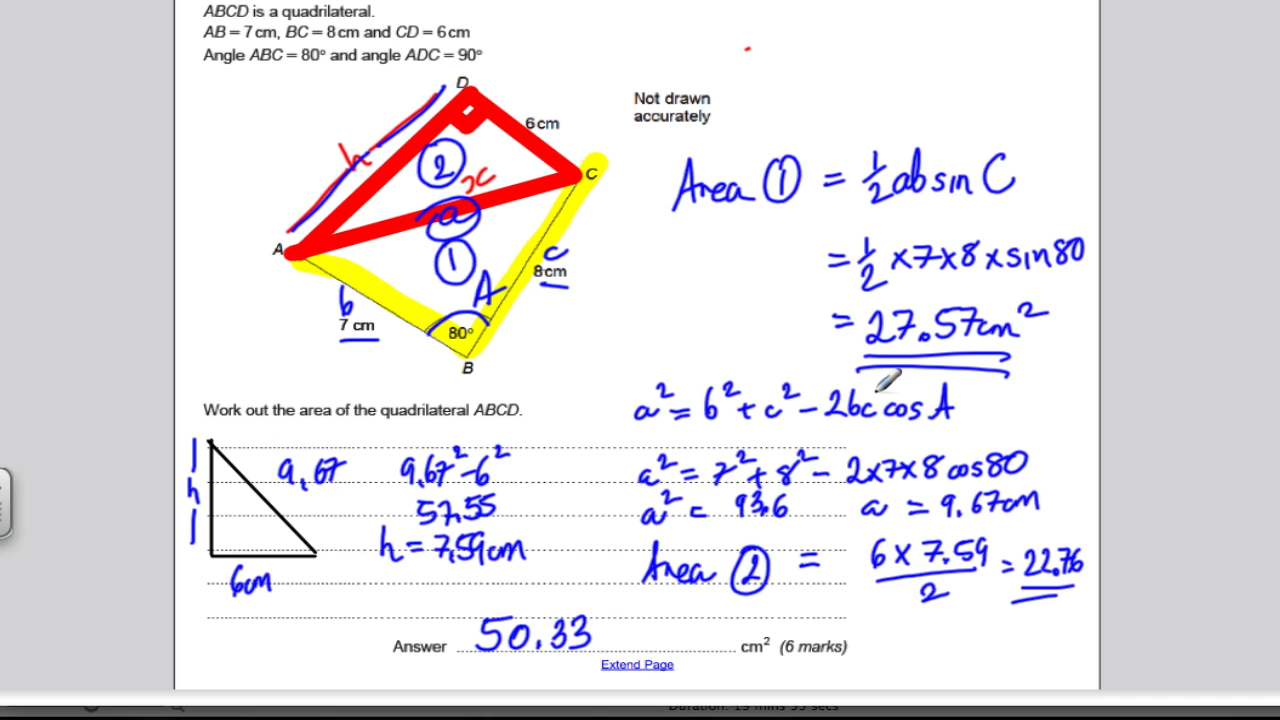 ABCD is a quadrilateral.
AB = 7 cm, BC = 8 cm and CD = 6 cm
Angle ABC = 80° and angle ADC = 90°
D
Not drawn
accurately
6 cm
h
2
x
C
Area ① = ½ab sin C
a
A
1
c
= ½ × 7 × 8 × sin 80
8cm
b
A
7 cm
80°
= 27.57cm²
B
a² = b² + c² - 2bc cos A
Work out the area of the quadrilateral ABCD.
9,67
9,67² - 6²
a² = 7² + 8² - 2×7×8 cos 80
h
57,55
a² = 93,6
a = 9.67cm
h = 7,59cm
Area ② = 6 × 7.59 / 2 = 22.76
6cm
Answer 50.33 cm² (6 marks)
Extend Page